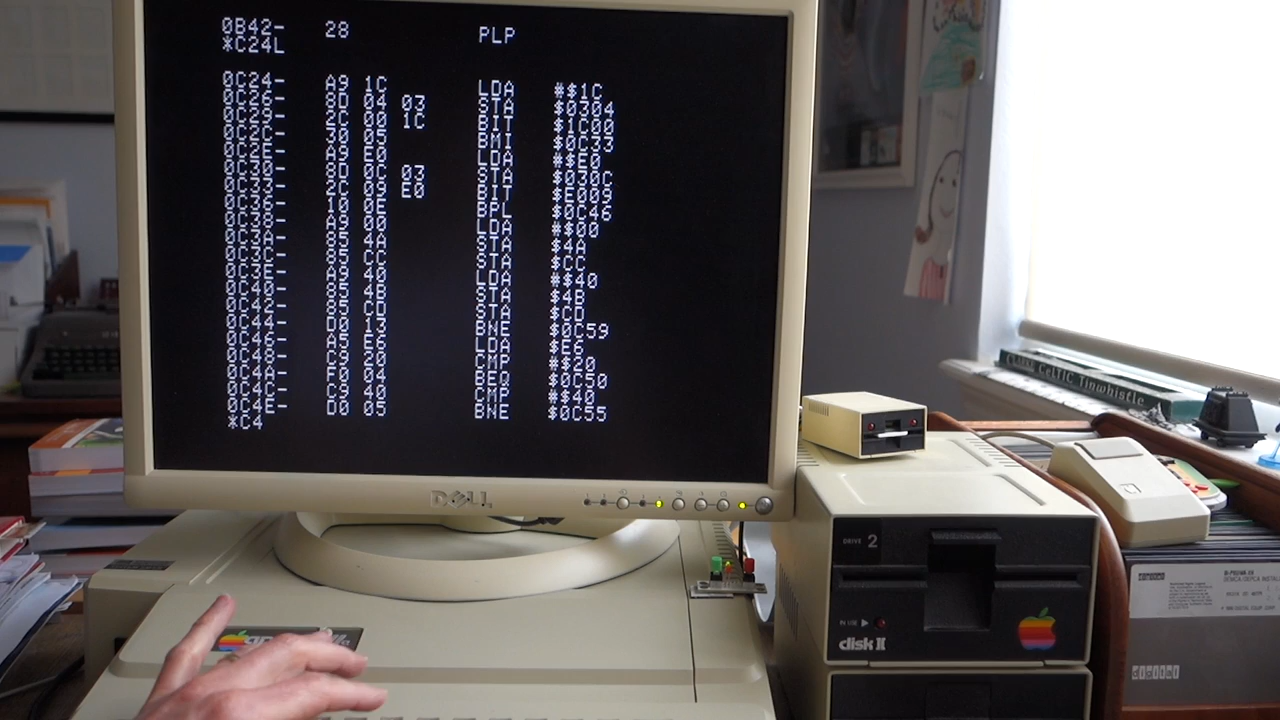 0B42-   28          PLP
*C24L
0C24-   A9 1C       LDA   #$1C
0C26-   8D 04 03    STA   $0304
0C29-   2C 00 1C    BIT   $1C00
0C2C-   30 05       BMI   $0C33
0C2E-   A9 E0       LDA   #$E0
0C30-   8D 0C 03    STA   $030C
0C33-   2C 09 E0    BIT   $E009
0C36-   10 0E       BPL   $0C46
0C38-   A9 00       LDA   #$00
0C3A-   85 4A       STA   $4A
0C3C-   85 CC       STA   $CC
0C3E-   A9 40       LDA   #$40
0C40-   85 4B       STA   $4B
0C42-   85 CD       STA   $CD
0C44-   D0 13       BNE   $0C59
0C46-   A5 E6       LDA   $E6
0C48-   C9 20       CMP   #$20
0C4A-   F0 04       BEQ   $0C50
0C4C-   C9 40       CMP   #$40
0C4E-   D0 05       BNE   $0C55
*C4
DELL
CLARKE CELTIC Tinwhistle
DRIVE 2
IN USE ▶
disk II
digital